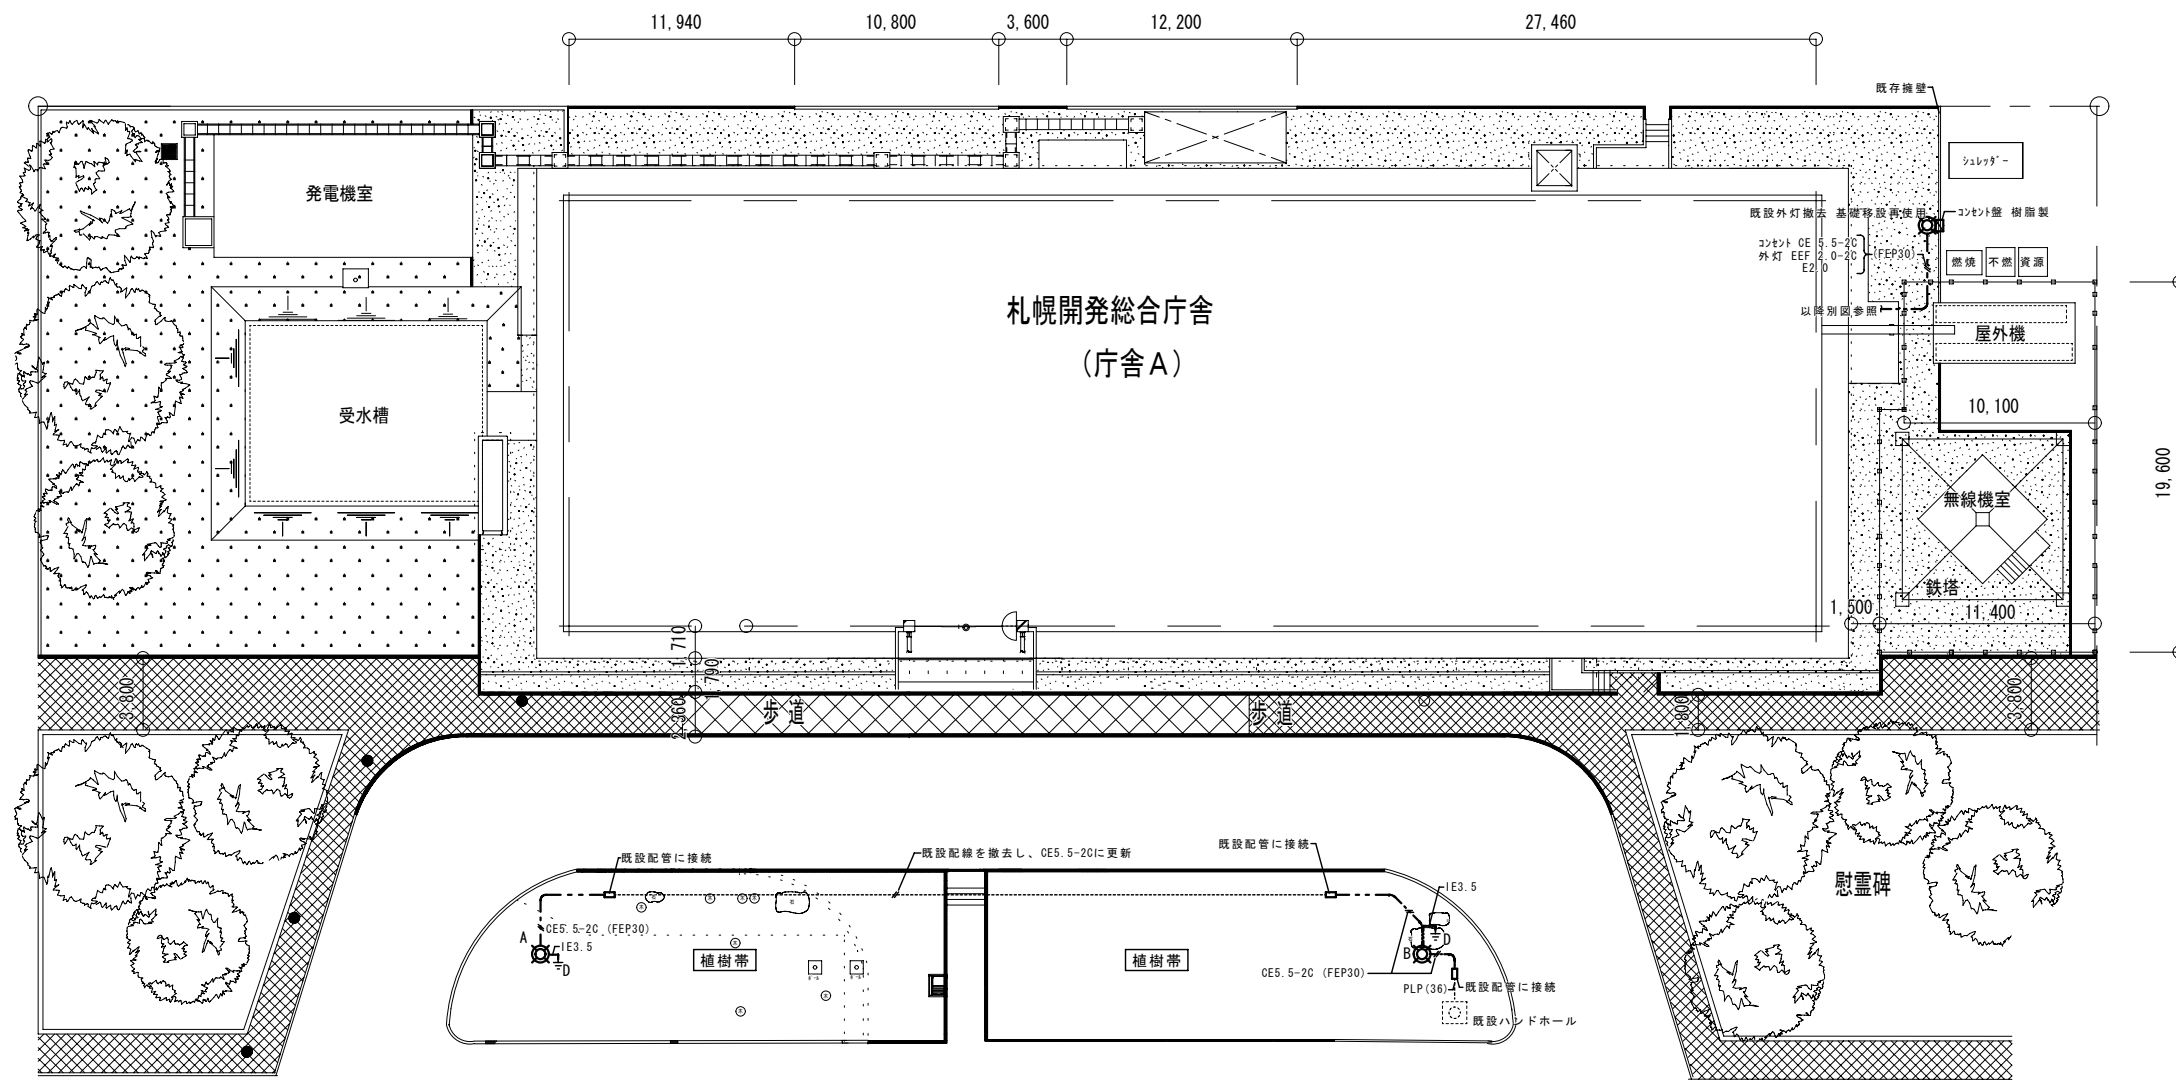 11,940
10,800
3,600
12,200
27,460
既存擁壁
発電機室
シュレッダー
既設外灯撤去 基礎移設再使用
コンセント盤 樹脂製
コンセント CE 5.5-2C
外灯 EEF 2.0-2C
E2.0
(FEP30)
燃焼
不燃
資源
以降別図参照
屋外機
札幌開発総合庁舎
(庁舎A)
受水槽
10,100
19,600
無線機室
鉄塔
1,500
11,400
1,710
1,790
2,360
3,800
歩道
歩道
1,800
3,800
既設配管に接続
既設配線を撤去し、CE5.5-2Cに更新
既設配管に接続
IE3.5
A
CE5.5-2C (FEP30)
IE3.5
D
植樹帯
植樹帯
B
D
CE5.5-2C (FEP30)
PLP(36)
既設配管に接続
既設ハンドホール
慰霊碑